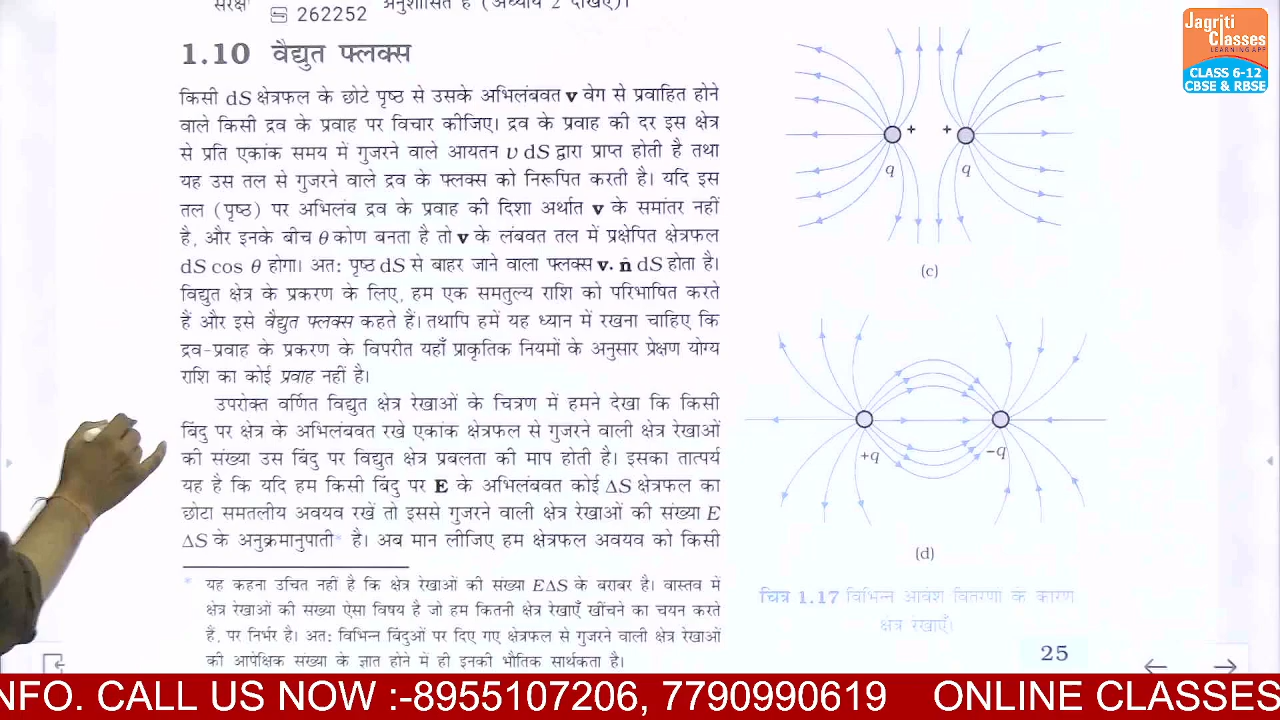 अनुशासित है (अध्याय 2 देखिए)।
262252
1.10 वैद्युत फ्लक्स
किसी dS क्षेत्रफल के छोटे पृष्ठ से उसके अभिलंबवत v वेग से प्रवाहित होने
वाले किसी द्रव के प्रवाह पर विचार कीजिए। द्रव के प्रवाह की दर इस क्षेत्र
से प्रति एकांक समय में गुजरने वाले आयतन υ dS द्वारा प्राप्त होती है तथा
यह उस तल से गुजरने वाले द्रव के फ्लक्स को निरूपित करती है। यदि इस
तल (पृष्ठ) पर अभिलंब द्रव के प्रवाह की दिशा अर्थात v के समांतर नहीं
है, और इनके बीच θ कोण बनता है तो v के लंबवत तल में प्रक्षेपित क्षेत्रफल
dS cos θ होगा। अत: पृष्ठ dS से बाहर जाने वाला फ्लक्स v. n̂ dS होता है।
विद्युत क्षेत्र के प्रकरण के लिए, हम एक समतुल्य राशि को परिभाषित करते
हैं और इसे वैद्युत फ्लक्स कहते हैं। तथापि हमें यह ध्यान में रखना चाहिए कि
द्रव-प्रवाह के प्रकरण के विपरीत यहाँ प्राकृतिक नियमों के अनुसार प्रेक्षण योग्य
राशि का कोई प्रवाह नहीं है।
उपरोक्त वर्णित विद्युत क्षेत्र रेखाओं के चित्रण में हमने देखा कि किसी
बिंदु पर क्षेत्र के अभिलंबवत रखे एकांक क्षेत्रफल से गुजरने वाली क्षेत्र रेखाओं
की संख्या उस बिंदु पर विद्युत क्षेत्र प्रबलता की माप होती है। इसका तात्पर्य
यह है कि यदि हम किसी बिंदु पर E के अभिलंबवत कोई ΔS क्षेत्रफल का
छोटा समतलीय अवयव रखें तो इससे गुजरने वाली क्षेत्र रेखाओं की संख्या E
ΔS के अनुक्रमानुपाती* है। अब मान लीजिए हम क्षेत्रफल अवयव को किसी
* यह कहना उचित नहीं है कि क्षेत्र रेखाओं की संख्या EΔS के बराबर है। वास्तव में
क्षेत्र रेखाओं की संख्या ऐसा विषय है जो हम कितनी क्षेत्र रेखाएँ खींचने का चयन करते
हैं, पर निर्भर है। अत: विभिन्न बिंदुओं पर दिए गए क्षेत्रफल से गुजरने वाली क्षेत्र रेखाओं
की आपेक्षिक संख्या के ज्ञात होने में ही इनकी भौतिक सार्थकता है।
+ +
q q
(c)
+q −q
(d)
चित्र 1.17 विभिन्न आवेश वितरणों के कारण
क्षेत्र रेखाएँ।
25
Jagriti
Classes
LEARNING APP
CLASS 6-12
CBSE & RBSE
NFO. CALL US NOW :-8955107206, 7790990619 ONLINE CLASSES